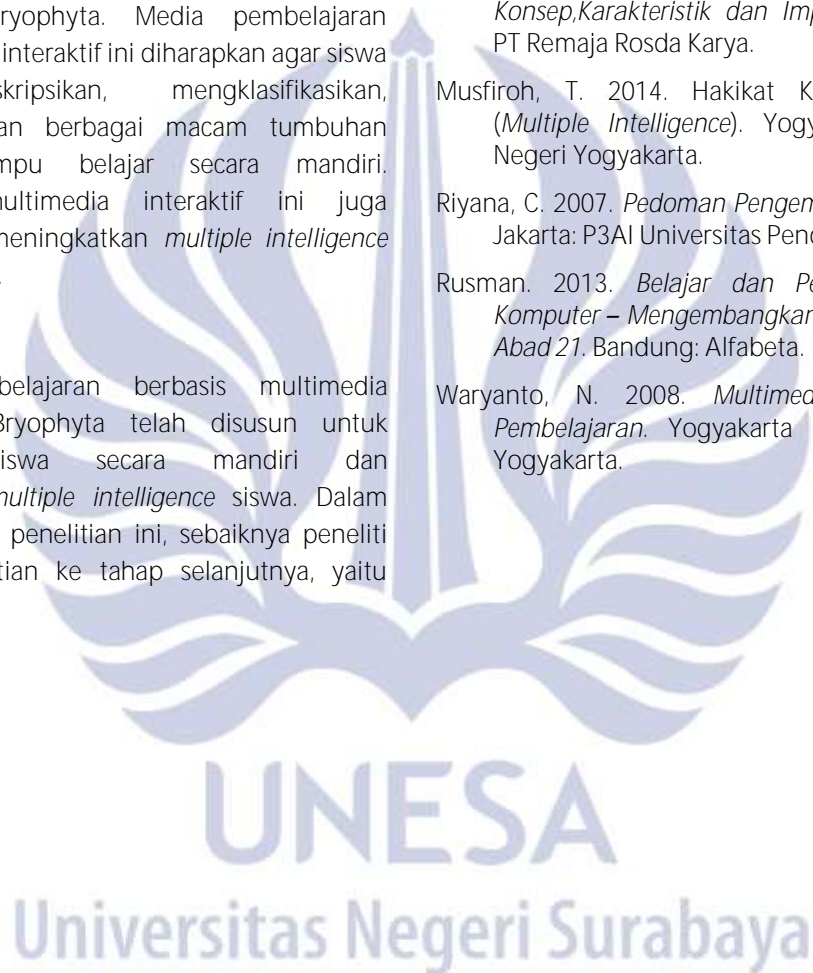 ryophyta. Media pembelajaran
interaktif ini diharapkan agar siswa
skripsikan, mengklasifikasikan,
an berbagai macam tumbuhan
mpu belajar secara mandiri.
ultimedia interaktif ini juga
meningkatkan multiple intelligence
belajaran berbasis multimedia
Bryophyta telah disusun untuk
iswa secara mandiri dan
multiple intelligence siswa. Dalam
penelitian ini, sebaiknya peneliti
tian ke tahap selanjutnya, yaitu
Konsep,Karakteristik dan Imp
PT Remaja Rosda Karya.
Musfiroh, T. 2014. Hakikat K
(Multiple Intelligence). Yogy
Negeri Yogyakarta.
Riyana, C. 2007. Pedoman Pengem
Jakarta: P3AI Universitas Pend
Rusman. 2013. Belajar dan Pe
Komputer – Mengembangkan
Abad 21. Bandung: Alfabeta.
Waryanto, N. 2008. Multimed
Pembelajaran. Yogyakarta
Yogyakarta.
UNESA
Universitas Negeri Surabaya